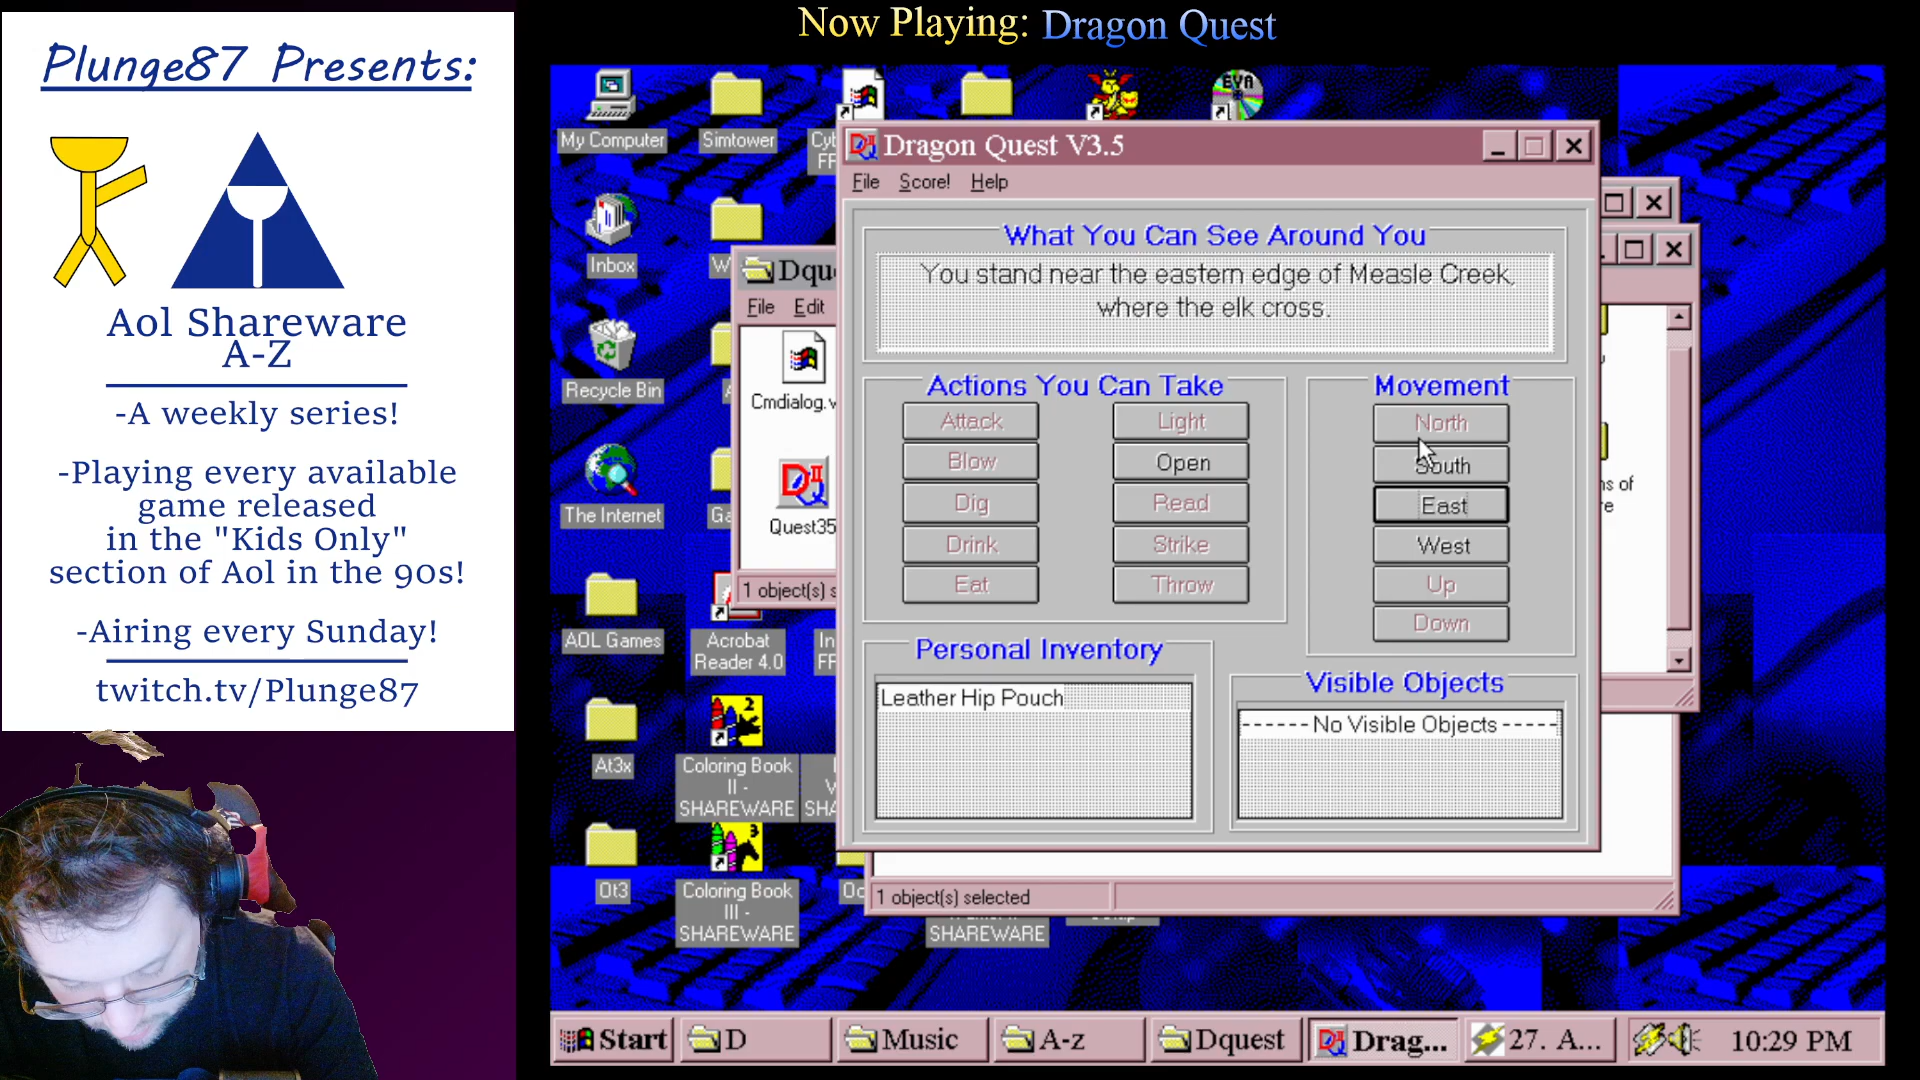 Plunge87 Presents:
Aol Shareware
A-Z
-A weekly series!
-Playing every available
game released
in the "Kids Only"
section of Aol in the 90s!
-Airing every Sunday!
twitch.tv/Plunge87
Now Playing: Dragon Quest
My Computer
Simtower
Inbox
Recycle Bin
The Internet
AOL Games
Acrobat
Reader 4.0
At3x
Coloring Book
II -
SHAREWARE
Ot3
Coloring Book
III -
SHAREWARE
SHAREWARE
EVA
File Edit
Cmdialog.v
Quest35
1 object(s) s
Dragon Quest V3.5
File Score! Help
What You Can See Around You
You stand near the eastern edge of Measle Creek,
where the elk cross.
Actions You Can Take
Attack
Blow
Dig
Drink
Eat
Light
Open
Read
Strike
Throw
Movement
North
South
East
West
Up
Down
Personal Inventory
Leather Hip Pouch
Visible Objects
------ No Visible Objects -----
1 object(s) selected
Start
D
Music
A-z
Dquest
Drag...
27. A...
10:29 PM